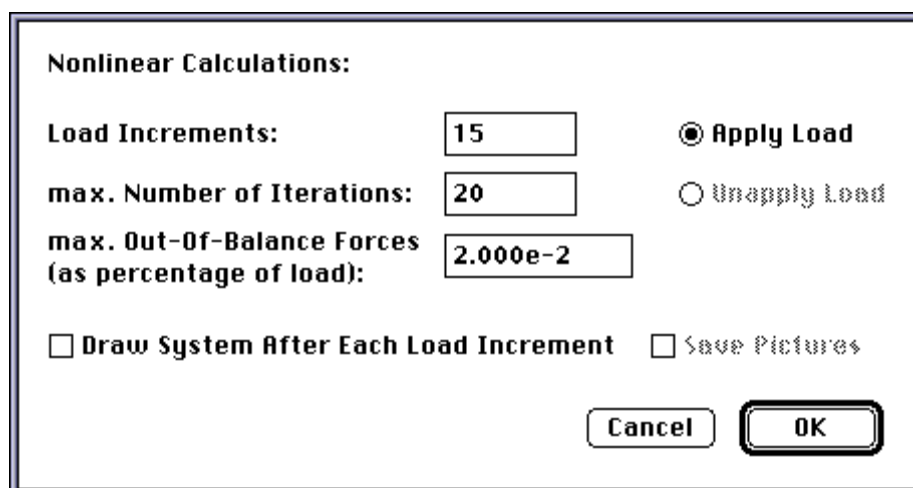 Nonlinear Calculations:
Load Increments: 15 Apply Load
max. Number of Iterations: 20 Unapply Load
max. Out-Of-Balance Forces
(as percentage of load): 2.000e-2
Draw System After Each Load Increment Save Pictures
Cancel OK